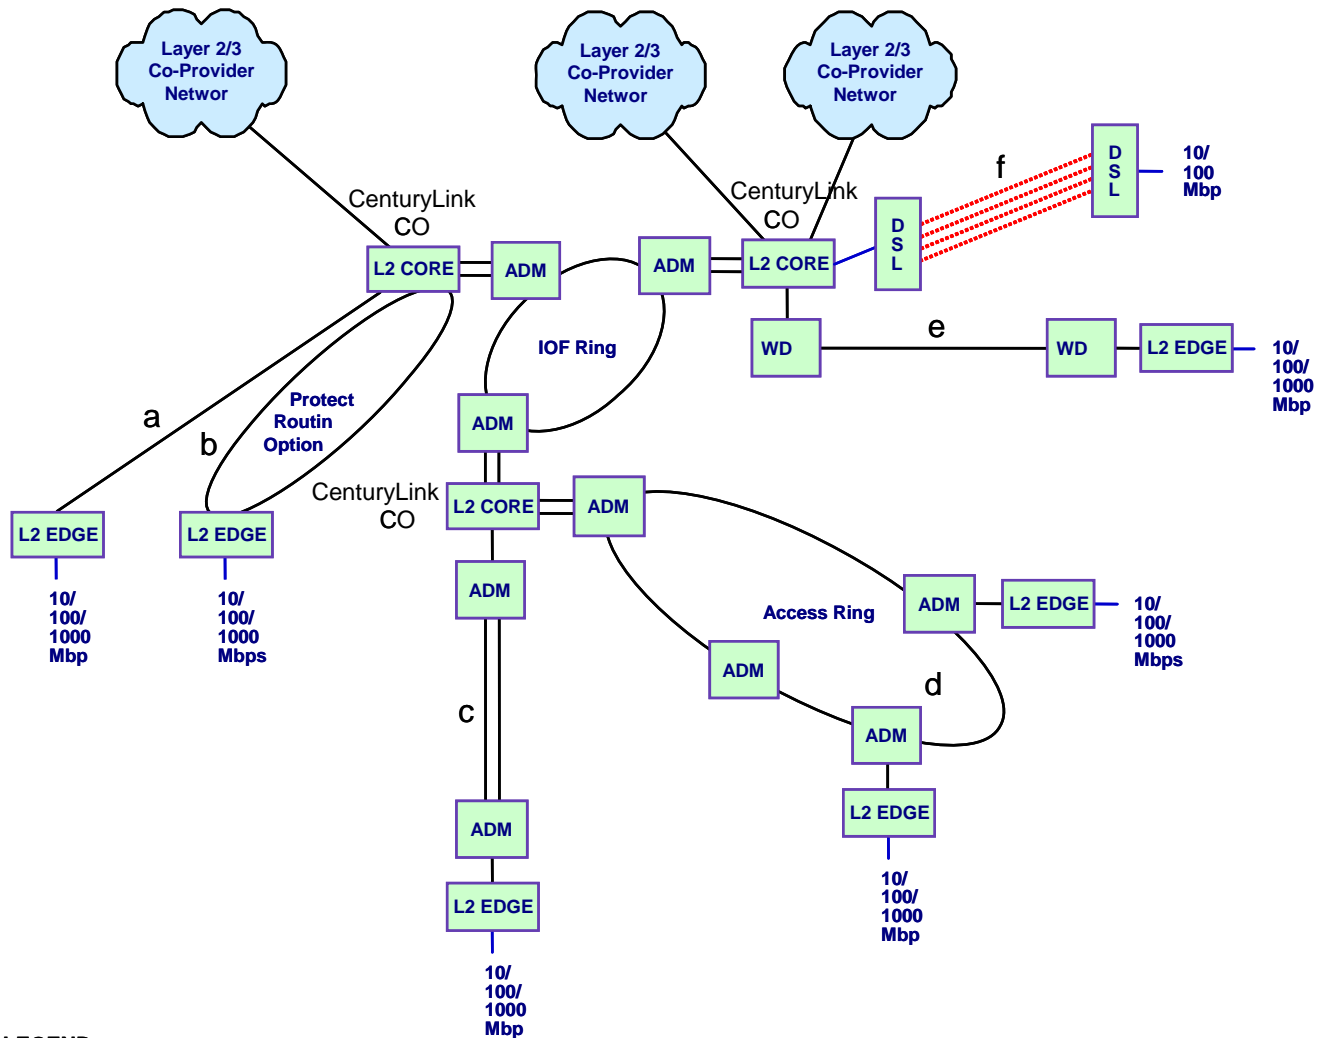 Layer 2/3
Co-Provider
Networ
Layer 2/3
Co-Provider
Networ
Layer 2/3
Co-Provider
Networ
CenturyLink
CO
CenturyLink
CO
f
D
S
L
10/
100
Mbp
D
S
L
L2 CORE
ADM
ADM
L2 CORE
IOF Ring
WD
e
WD
L2 EDGE
10/
100/
1000
Mbp
a
b
Protect
Routin
Option
ADM
CenturyLink
CO
L2 CORE
ADM
L2 EDGE
L2 EDGE
10/
100/
1000
Mbp
10/
100/
1000
Mbps
ADM
Access Ring
ADM
L2 EDGE
10/
100/
1000
Mbps
ADM
d
c
ADM
L2 EDGE
10/
100/
1000
Mbp
ADM
L2 EDGE
10/
100/
1000
Mbp